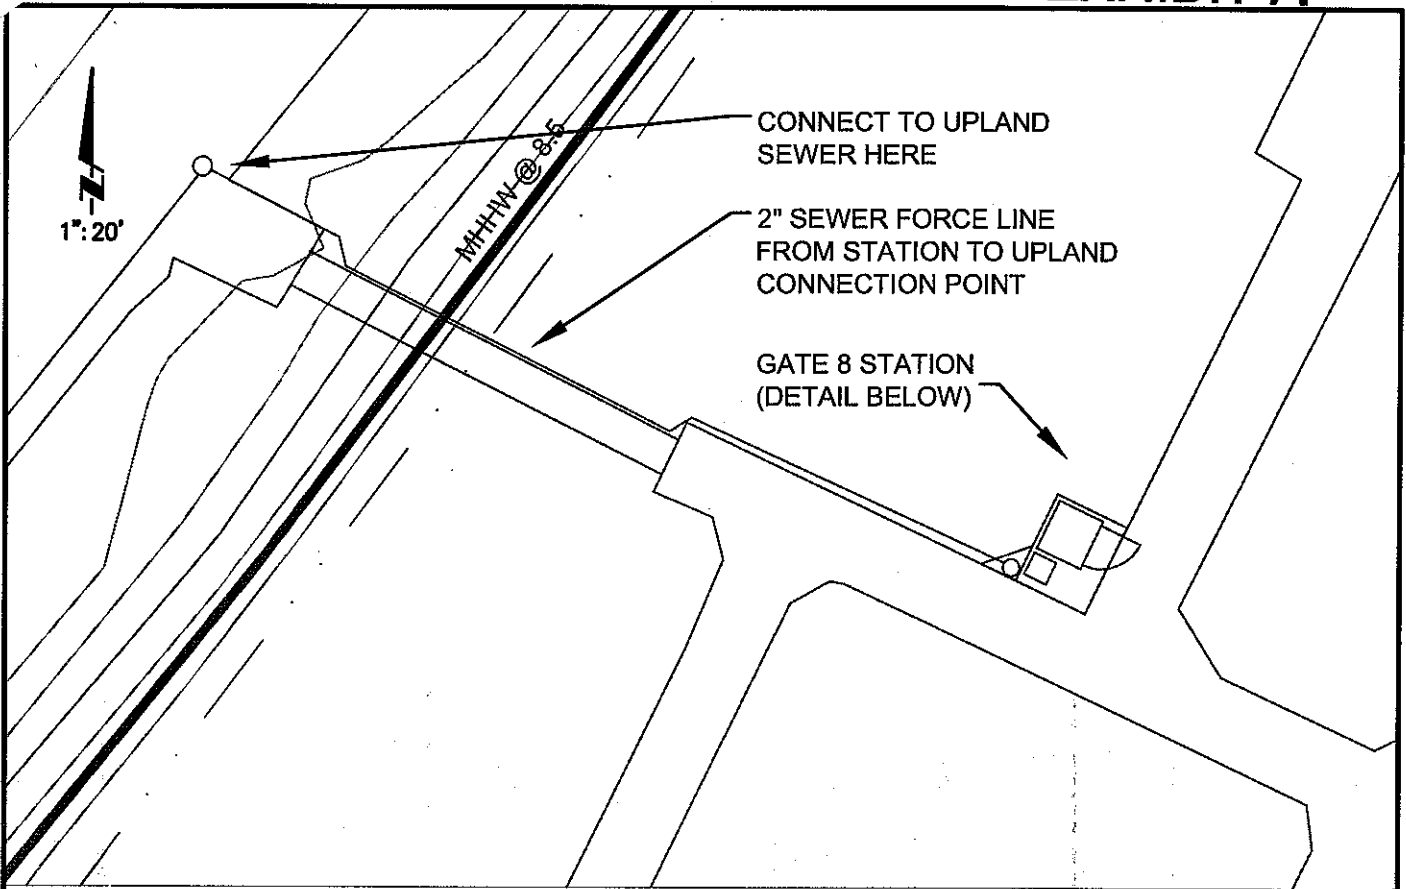 CONNECT TO UPLAND
SEWER HERE
MHHW @ 8.5
N
1":20'
2" SEWER FORCE LINE
FROM STATION TO UPLAND
CONNECTION POINT
GATE 8 STATION
(DETAIL BELOW)